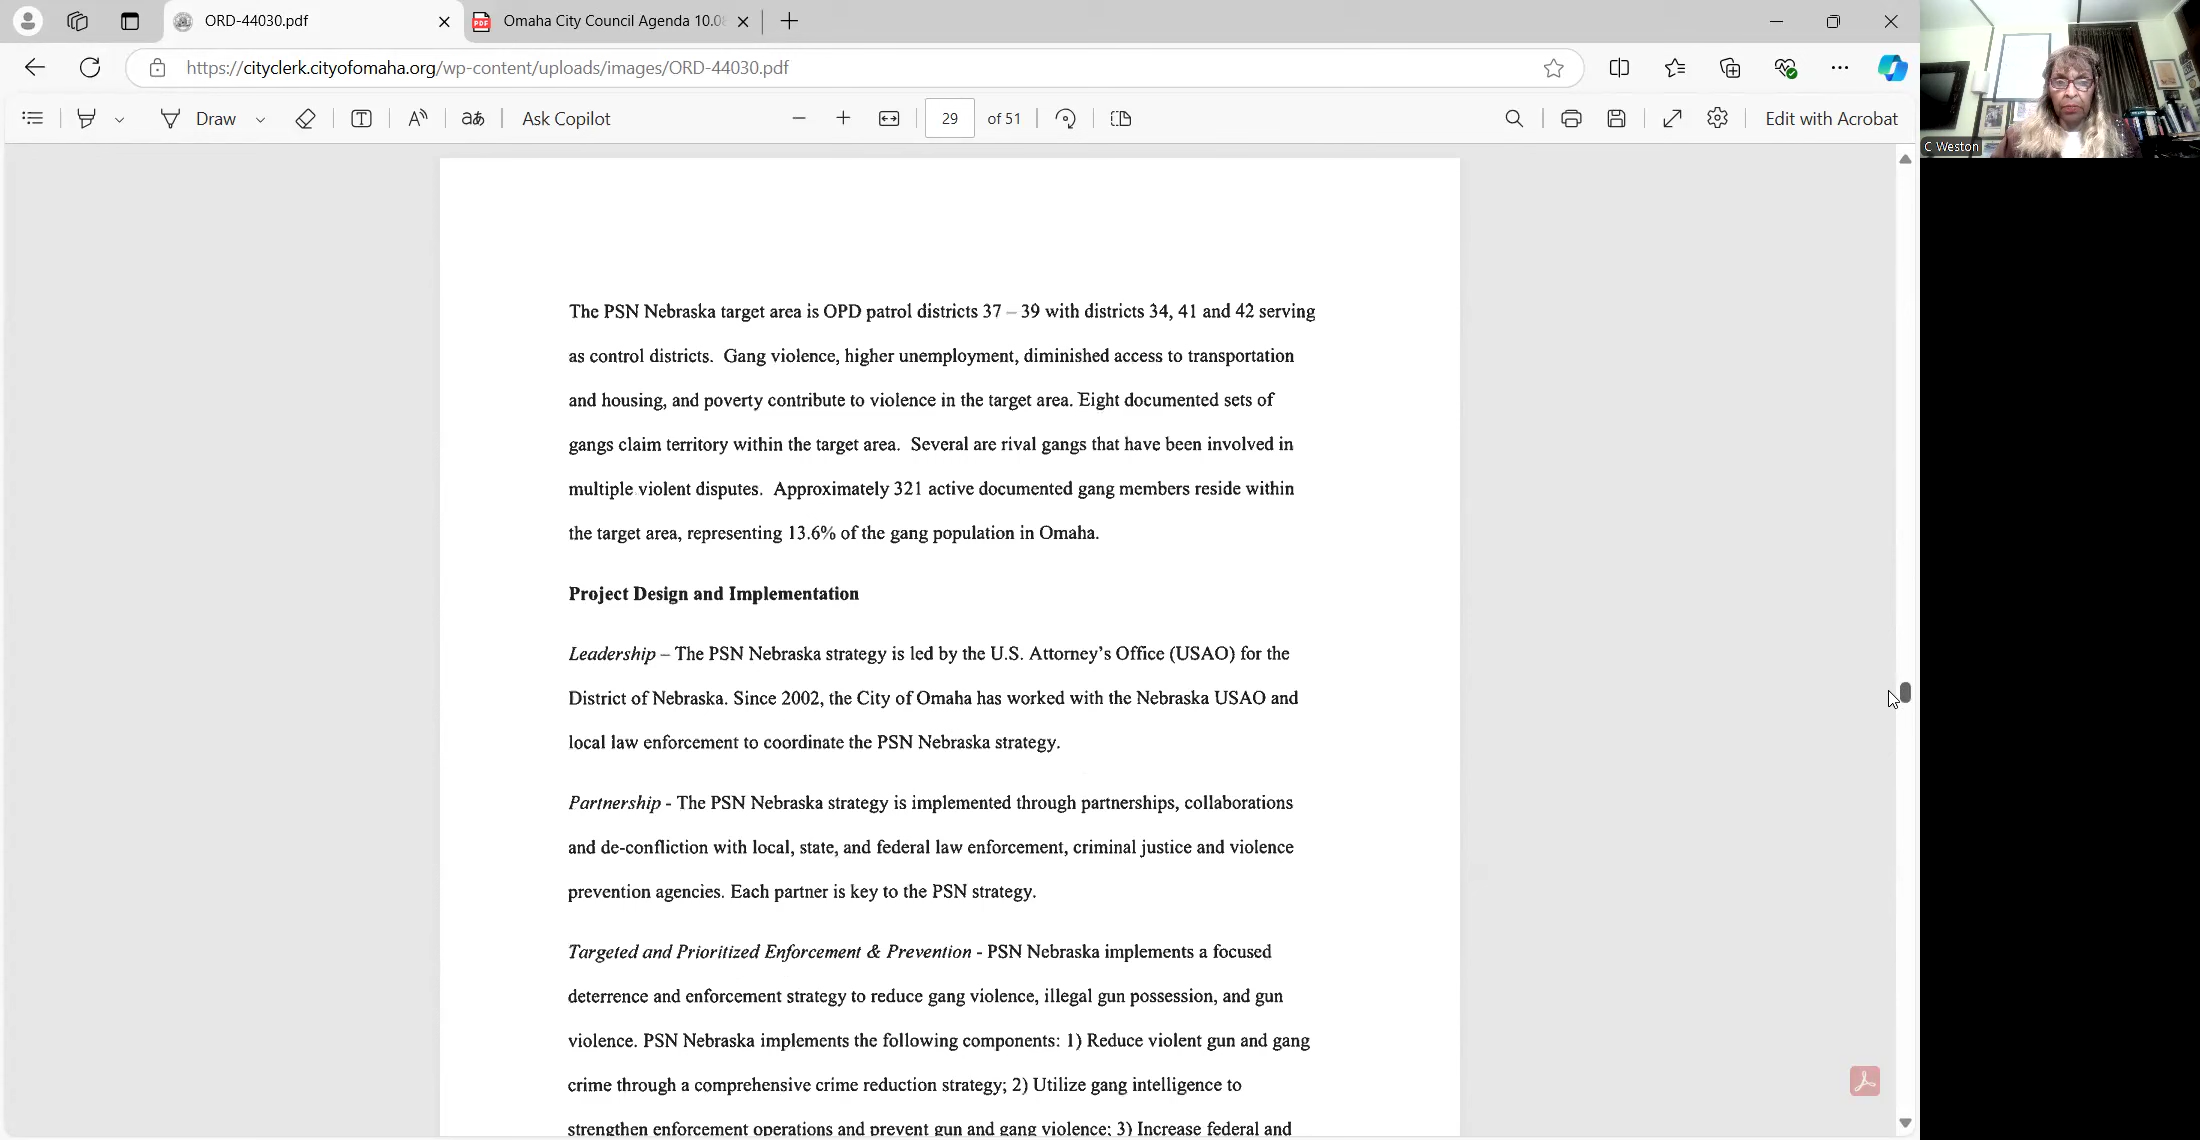 ORD-44030.pdf
Omaha City Council Agenda 10.08
https://cityclerk.cityofomaha.org/wp-content/uploads/images/ORD-44030.pdf
Draw
Ask Copilot
29 of 51
Edit with Acrobat
C Weston
The PSN Nebraska target area is OPD patrol districts 37 – 39 with districts 34, 41 and 42 serving
as control districts.  Gang violence, higher unemployment, diminished access to transportation
and housing, and poverty contribute to violence in the target area. Eight documented sets of
gangs claim territory within the target area.  Several are rival gangs that have been involved in
multiple violent disputes.  Approximately 321 active documented gang members reside within
the target area, representing 13.6% of the gang population in Omaha.
Project Design and Implementation
Leadership – The PSN Nebraska strategy is led by the U.S. Attorney’s Office (USAO) for the
District of Nebraska. Since 2002, the City of Omaha has worked with the Nebraska USAO and
local law enforcement to coordinate the PSN Nebraska strategy.
Partnership - The PSN Nebraska strategy is implemented through partnerships, collaborations
and de-confliction with local, state, and federal law enforcement, criminal justice and violence
prevention agencies. Each partner is key to the PSN strategy.
Targeted and Prioritized Enforcement & Prevention - PSN Nebraska implements a focused
deterrence and enforcement strategy to reduce gang violence, illegal gun possession, and gun
violence. PSN Nebraska implements the following components: 1) Reduce violent gun and gang
crime through a comprehensive crime reduction strategy; 2) Utilize gang intelligence to
strengthen enforcement operations and prevent gun and gang violence; 3) Increase federal and